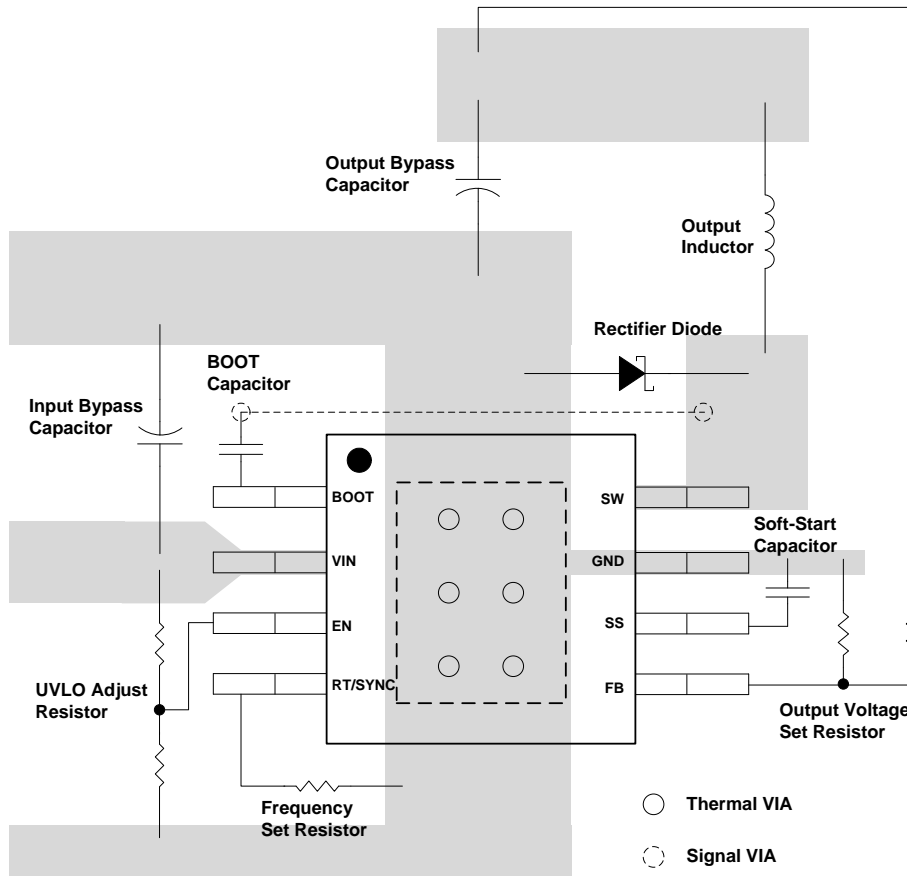 Output Bypass
Capacitor
Output
Inductor
Rectifier Diode
BOOT
Capacitor
Input Bypass
Capacitor
BOOT
SW
Soft-Start
Capacitor
VIN
GND
EN
SS
RT/SYNC
FB
UVLO Adjust
Resistor
Output Voltage
Set Resistor
Frequency
Set Resistor
Thermal VIA
Signal VIA